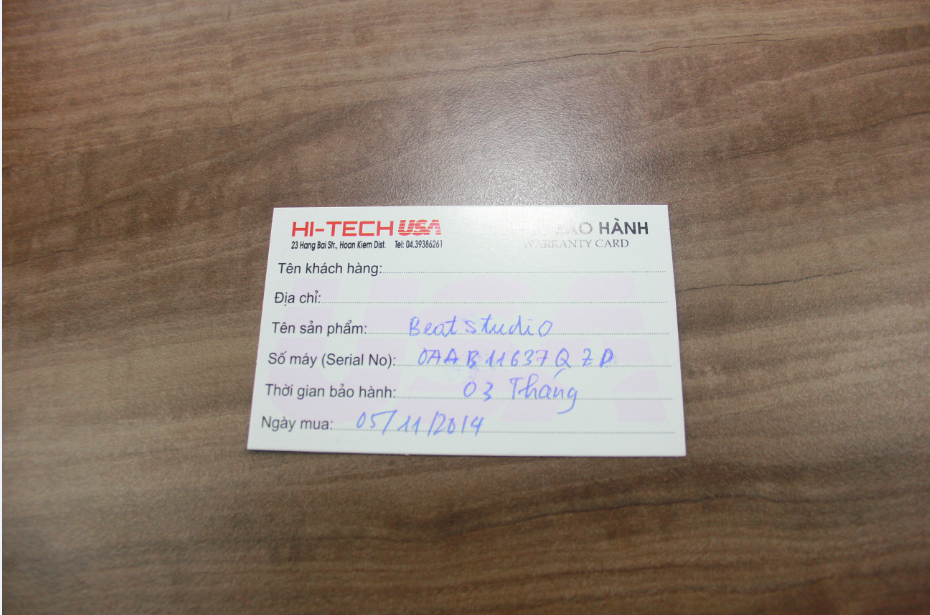 HI-TECH USA
BẢO HÀNH
23 Hang Bai Str., Hoan Kiem Dist. Tel: 04.39386261
WARRANTY CARD
Tên khách hàng:
Địa chỉ:
Tên sản phẩm: Beat studio
Số máy (Serial No): 0AAB11637QZD
Thời gian bảo hành: 03 Tháng
Ngày mua: 05/11/2014